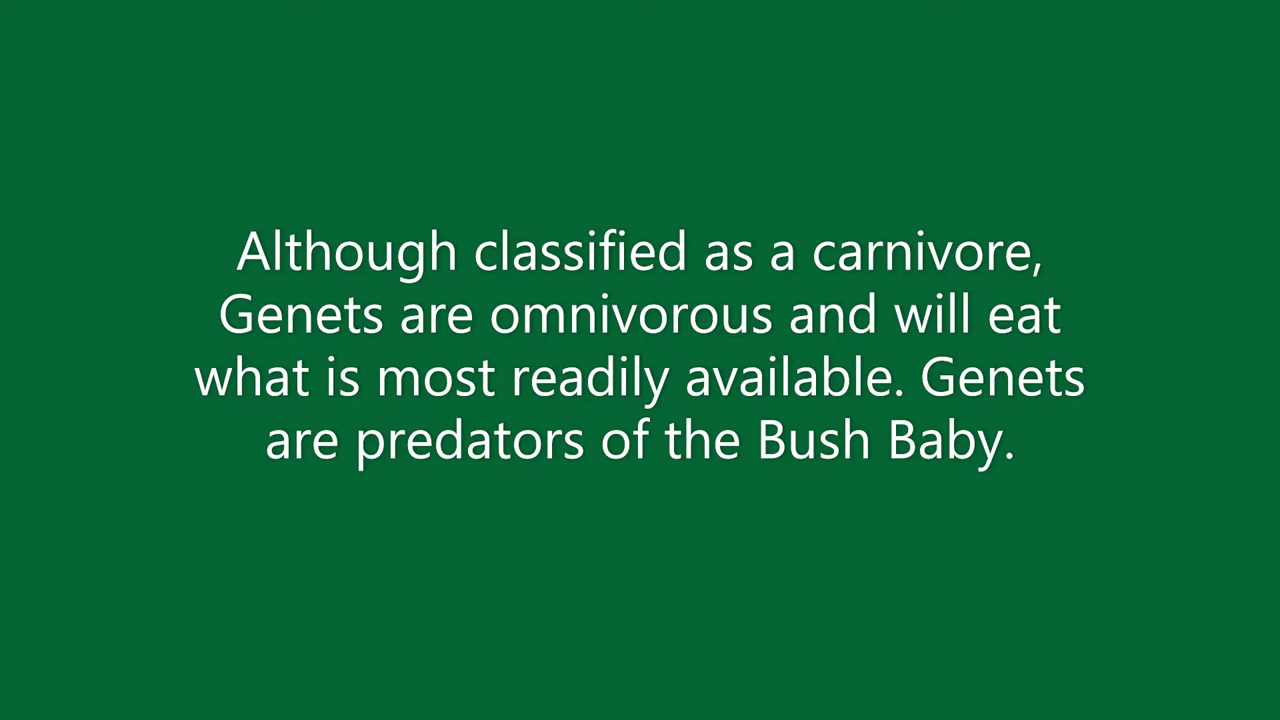 Although classified as a carnivore,
Genets are omnivorous and will eat
what is most readily available. Genets
are predators of the Bush Baby.